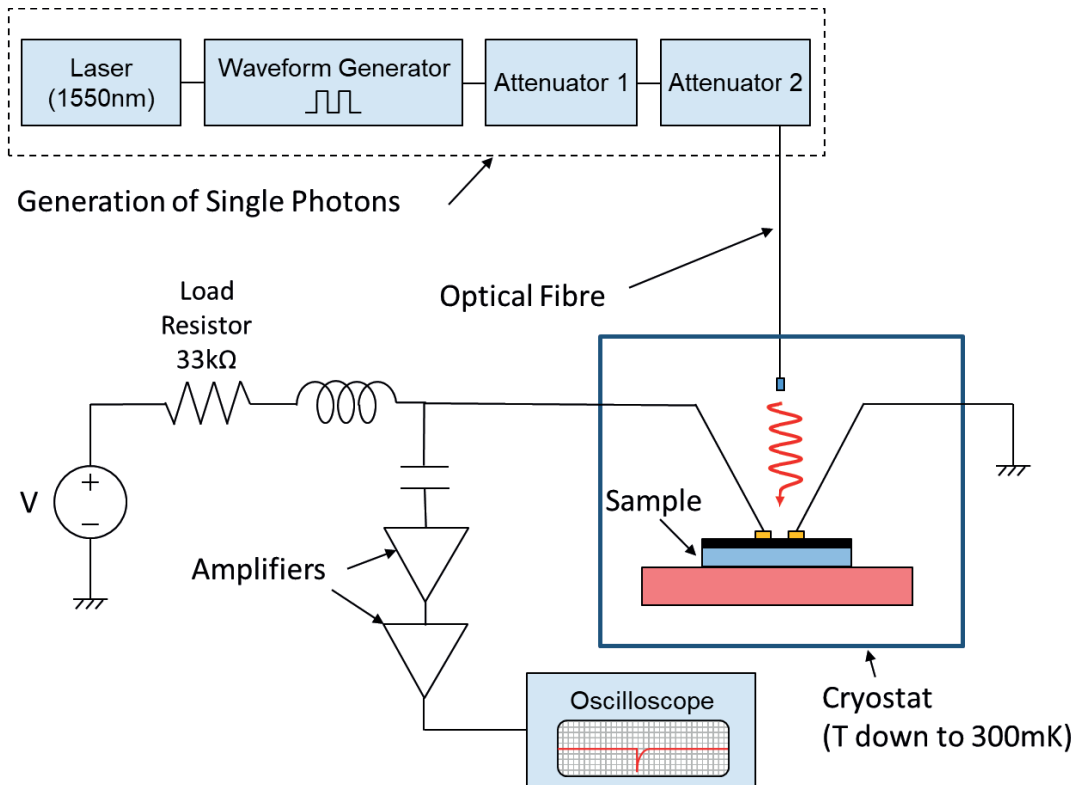 Laser
(1550nm)
Waveform Generator
Attenuator 1
Attenuator 2
Generation of Single Photons
Optical Fibre
Load
Resistor
33kΩ
V
+
−
Sample
Amplifiers
Oscilloscope
Cryostat
(T down to 300mK)